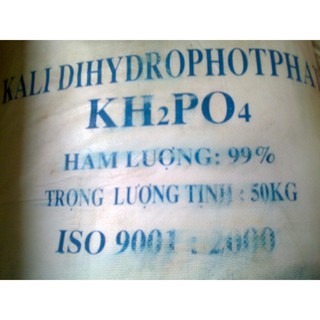 KALI DIHYDROPHOTPHA
KH₂PO₄
HAM LƯỢNG: 99%
TRỌNG LƯỢNG TỊNH : 50KG
ISO 9001 : 2000